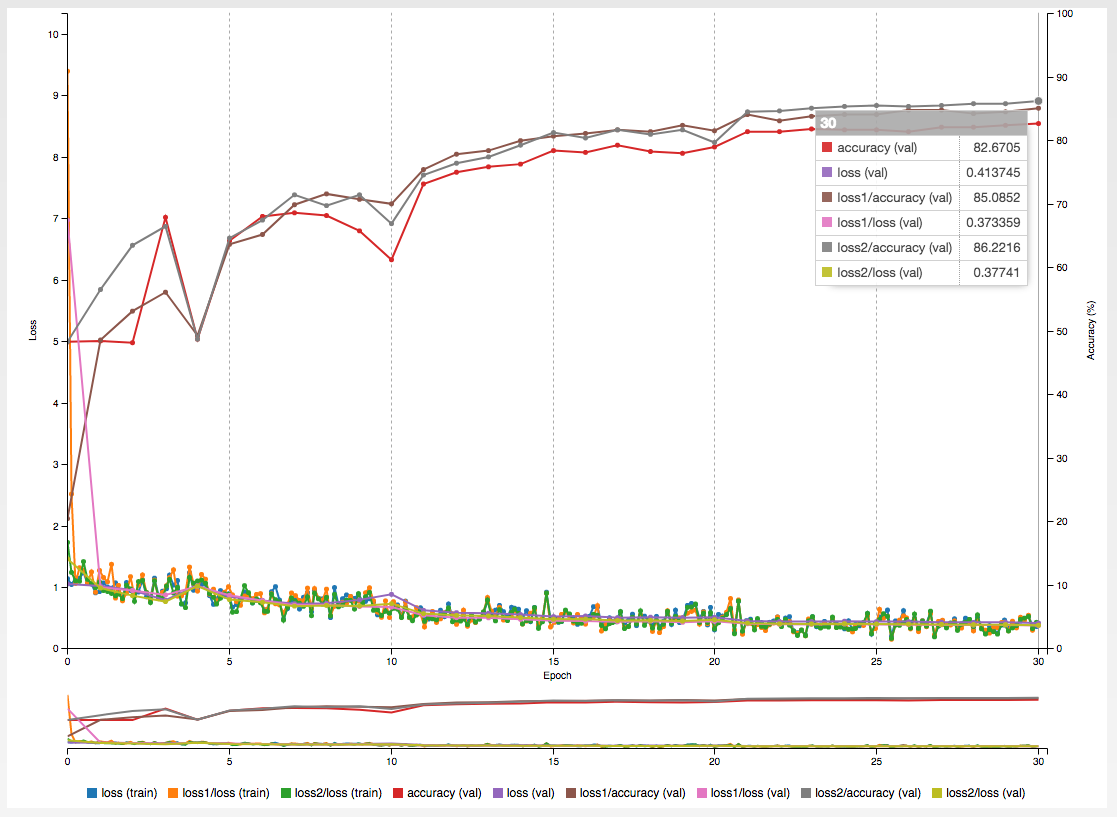 10
9
8
7
6
5
4
3
2
1
0
Loss
100
90
80
70
60
50
40
30
20
10
0
Accuracy (%)
30
accuracy (val) 82.6705
loss (val) 0.413745
loss1/accuracy (val) 85.0852
loss1/loss (val) 0.373359
loss2/accuracy (val) 86.2216
loss2/loss (val) 0.37741
0 5 10 15 20 25 30
Epoch
0 5 10 15 20 25 30
loss (train) loss1/loss (train) loss2/loss (train) accuracy (val) loss (val) loss1/accuracy (val) loss1/loss (val) loss2/accuracy (val) loss2/loss (val)